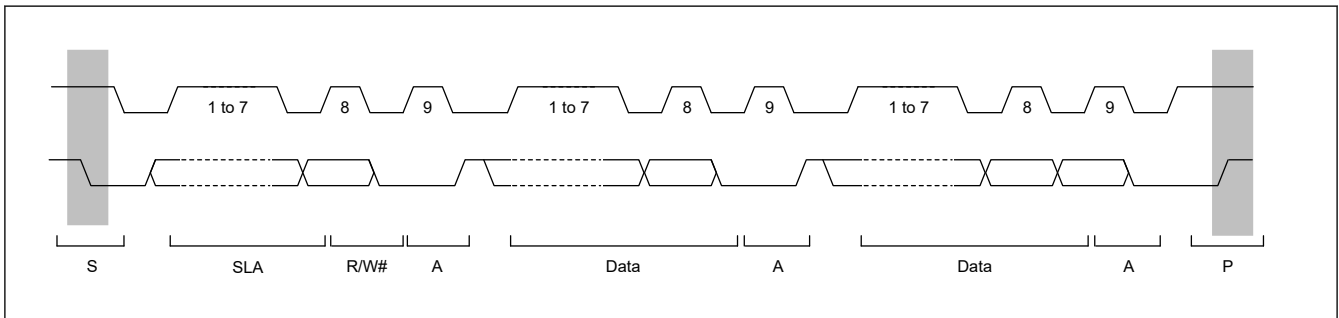 1 to 7 8 9 1 to 7 8 9 1 to 7 8 9
S SLA R/W# A Data A Data A P